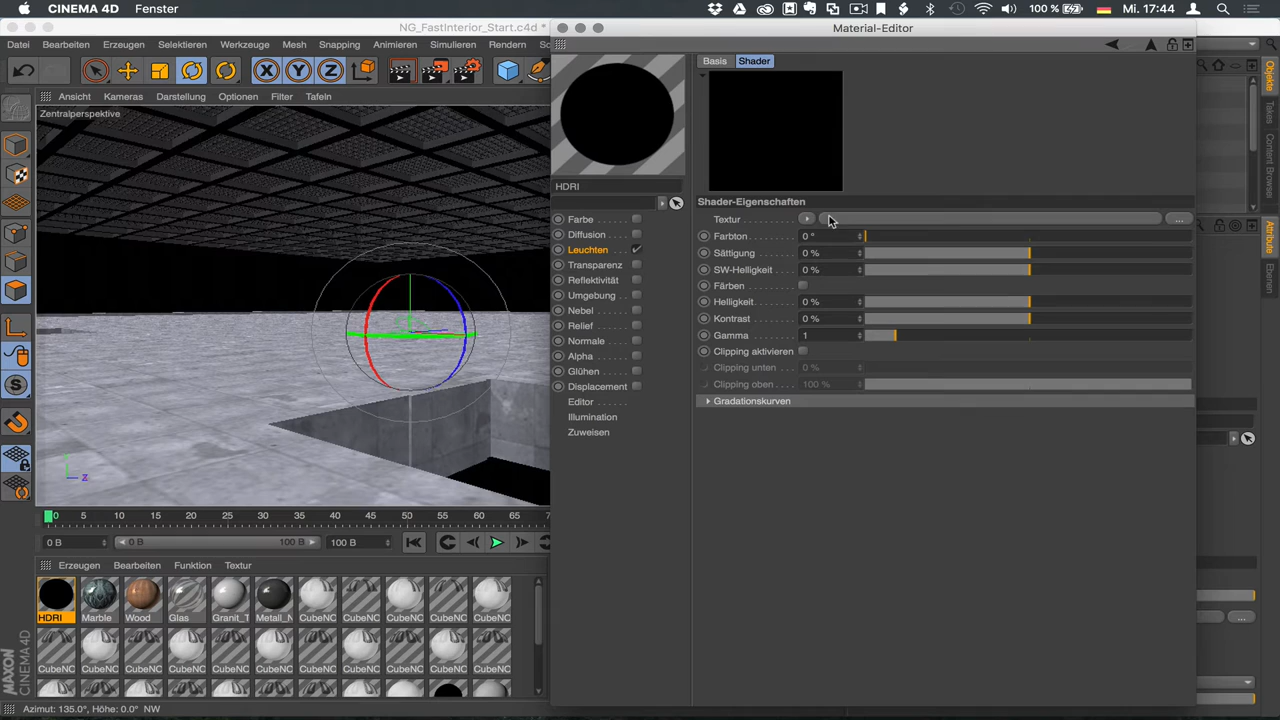 CINEMA 4D Fenster 100 % Mi. 17:44
NG_FastInterior_Start.c4d *
Material-Editor
Datei Bearbeiten Erzeugen Selektieren Werkzeuge Mesh Snapping Animieren Simulieren Rendern
X Y Z
Ansicht Kameras Darstellung Optionen Filter Tafeln
Zentralperspektive
Basis Shader
HDRI
Farbe
Diffusion
Leuchten
Transparenz
Reflektivität
Umgebung
Nebel
Relief
Normale
Alpha
Glühen
Displacement
Editor
Illumination
Zuweisen
Shader-Eigenschaften
Textur ...
Farbton 0 °
Sättigung 0 %
SW-Helligkeit 0 %
Färben
Helligkeit 0 %
Kontrast 0 %
Gamma 1
Clipping aktivieren
Clipping unten 0 %
Clipping oben 100 %
Gradationskurven
Objekte
Takes
Content Browser
Attribute
Ebenen
S
Y
Z
0 5 10 15 20 25 30 35 40 45 50 55 60 65 70
0 B 0 B 100 B 100 B
Erzeugen Bearbeiten Funktion Textur
HDRI Marble Wood Glas Granit_T Metall_N CubeNC CubeNC CubeNC CubeNC CubeNC
CubeNC CubeNC CubeNC CubeNC CubeNC CubeNC CubeNC CubeNC CubeNC CubeNC CubeNC
...
MAXON
CINEMA 4D
Azimut: 135.0°, Höhe: 0.0° NW